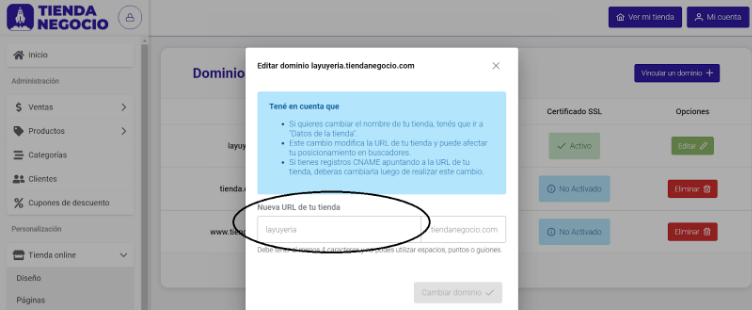 TIENDA
NEGOCIO
Ver mi tienda
Mi cuenta
Inicio
Administración
Ventas
Productos
Categorías
Clientes
Cupones de descuento
Personalización
Tienda online
Diseño
Páginas
Dominio
Vincular un dominio +
Certificado SSL
Opciones
layuy
Activo
Editar
tienda.
No Activado
Eliminar
www.tien
No Activado
Eliminar
Editar dominio layuyeria.tiendanegocio.com
Tené en cuenta que
• Si quieres cambiar el nombre de tu tienda, tenés que ir a
"Datos de la tienda".
• Este cambio modifica la URL de tu tienda y puede afectar
tu posicionamiento en buscadores.
• Si tienes registros CNAME apuntando a la URL de tu
tienda, deberas cambiarla luego de realizar este cambio.
Nueva URL de tu tienda
layuyeria
tiendanegocio.com
Debe tener al menos 4 caracteres y no podes utilizar espacios, puntos o guiones.
Cambiar dominio